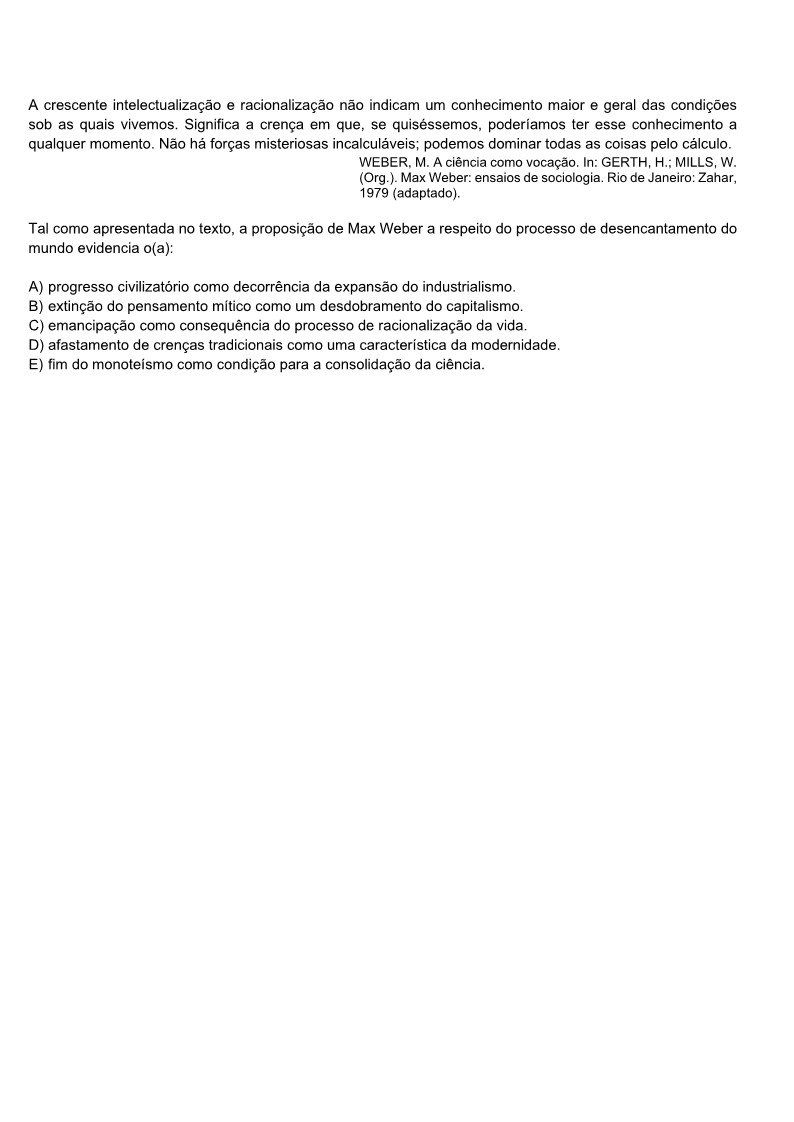 A crescente intelectualização e racionalização não indicam um conhecimento maior e geral das condições
sob as quais vivemos. Significa a crença em que, se quiséssemos, poderíamos ter esse conhecimento a
qualquer momento. Não há forças misteriosas incalculáveis; podemos dominar todas as coisas pelo cálculo.
WEBER, M. A ciência como vocação. In: GERTH, H.; MILLS, W.
(Org.). Max Weber: ensaios de sociologia. Rio de Janeiro: Zahar,
1979 (adaptado).
Tal como apresentada no texto, a proposição de Max Weber a respeito do processo de desencantamento do
mundo evidencia o(a):
A) progresso civilizatório como decorrência da expansão do industrialismo.
B) extinção do pensamento mítico como um desdobramento do capitalismo.
C) emancipação como consequência do processo de racionalização da vida.
D) afastamento de crenças tradicionais como uma característica da modernidade.
E) fim do monoteísmo como condição para a consolidação da ciência.